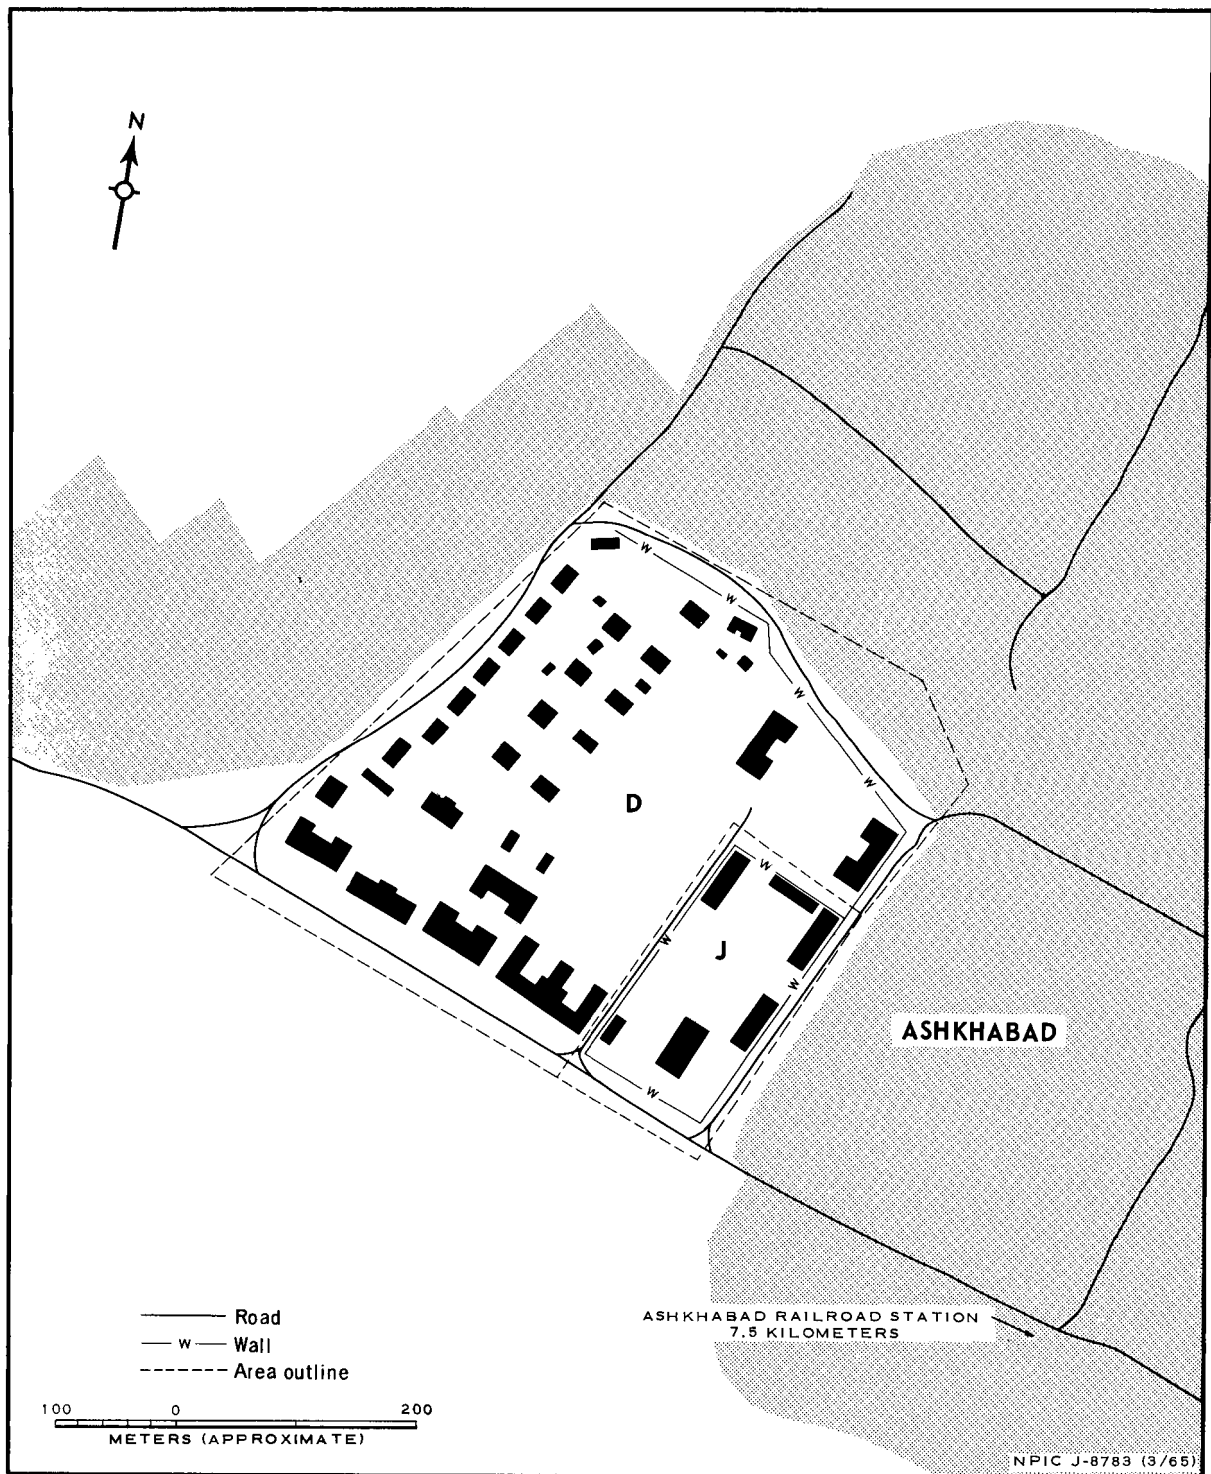 N
W
W
W
W
D
W
W
J
W
ASHKHABAD
W
Road
W Wall
Area outline
ASHKHABAD RAILROAD STATION
7.5 KILOMETERS
100 0 200
METERS (APPROXIMATE)
NPIC J-8783 (3/65)